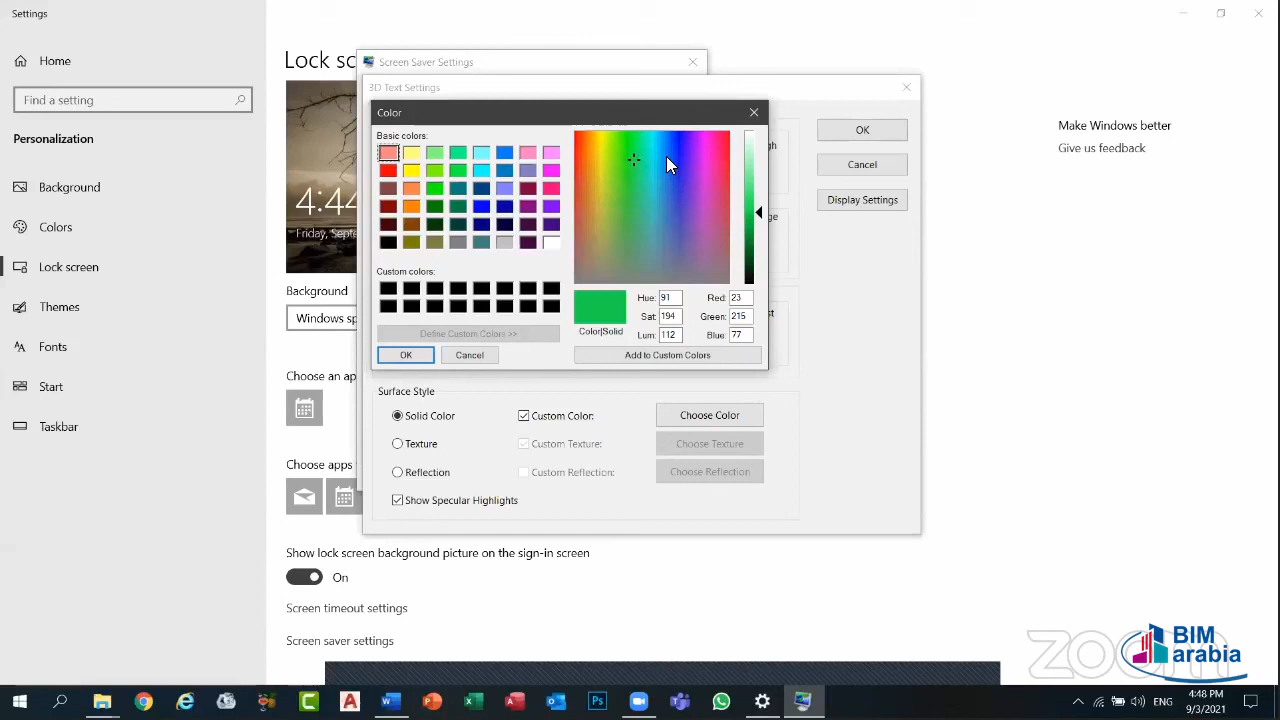 Settings
Home
Find a setting
Personalization
Background
Colors
Lock screen
Themes
Fonts
Start
Taskbar
Lock sc
4:44
Friday, Sept
Background
Windows sp
Choose an ap
Choose apps
Show lock screen background picture on the sign-in screen
On
Screen timeout settings
Screen saver settings
Screen Saver Settings
3D Text Settings
Color
Basic colors:
Custom colors:
Define Custom Colors >>
OK
Cancel
Hue: 91
Sat: 194
Lum: 112
Red: 23
Green: 215
Blue: 77
Color|Solid
Add to Custom Colors
OK
Cancel
Display Settings
Surface Style
Solid Color
Custom Color:
Choose Color
Texture
Custom Texture:
Choose Texture
Reflection
Custom Reflection:
Choose Reflection
Show Specular Highlights
Make Windows better
Give us feedback
zoom
BIM
arabia
ENG
4:48 PM
9/3/2021